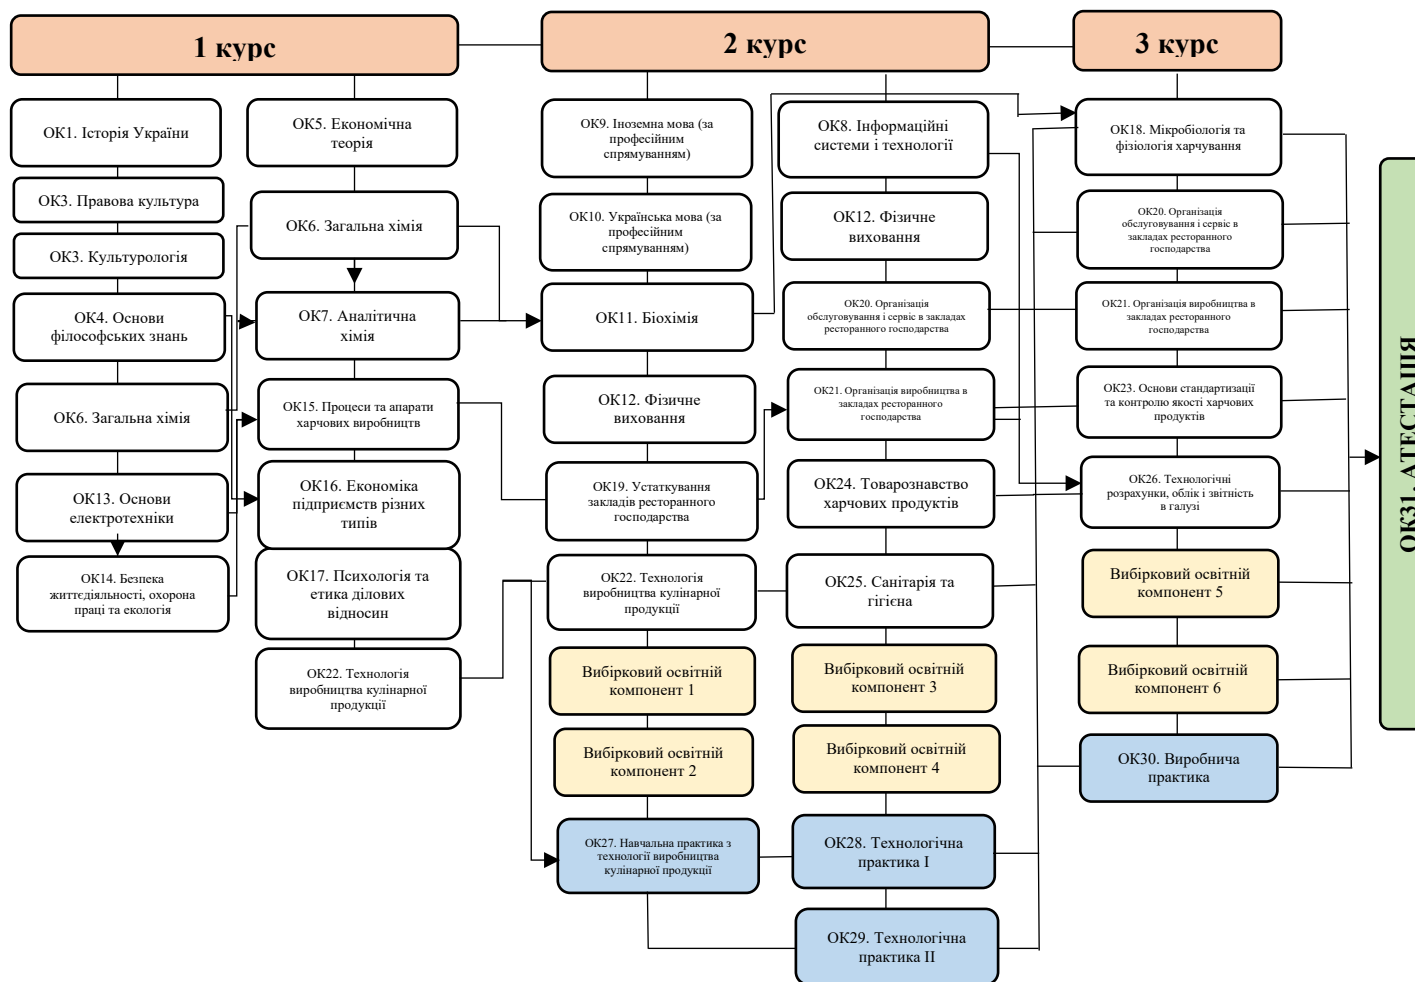 1 курс
2 курс
3 курс
ОК1. Історія України
ОК3. Правова культура
ОК3. Культурологія
ОК4. Основи
філософських знань
ОК6. Загальна хімія
ОК13. Основи
електротехніки
ОК14. Безпека
життєдіяльності, охорона
праці та екологія
ОК5. Економічна
теорія
ОК6. Загальна хімія
ОК7. Аналітична
хімія
ОК15. Процеси та апарати
харчових виробництв
ОК16. Економіка
підприємств різних
типів
ОК17. Психологія та
етика ділових
відносин
ОК22. Технологія
виробництва кулінарної
продукції
ОК9. Іноземна мова (за
професійним
спрямуванням)
ОК10. Українська мова (за
професійним
спрямуванням)
ОК11. Біохімія
ОК12. Фізичне
виховання
ОК19. Устаткування
закладів ресторанного
господарства
ОК22. Технологія
виробництва кулінарної
продукції
Вибірковий освітній
компонент 1
Вибірковий освітній
компонент 2
ОК27. Навчальна практика з
технології виробництва
кулінарної продукції
ОК8. Інформаційні
системи і технології
ОК12. Фізичне
виховання
ОК20. Організація
обслуговування і сервіс в закладах
ресторанного господарства
ОК21. Організація виробництва в
закладах ресторанного
господарства
ОК24. Товарознавство
харчових продуктів
ОК25. Санітарія та
гігієна
Вибірковий освітній
компонент 3
Вибірковий освітній
компонент 4
ОК28. Технологічна
практика І
ОК29. Технологічна
практика ІІ
ОК18. Мікробіологія та
фізіологія харчування
ОК20. Організація
обслуговування і сервіс в
закладах ресторанного
господарства
ОК21. Організація виробництва в
закладах ресторанного
господарства
ОК23. Основи стандартизації
та контролю якості харчових
продуктів
ОК26. Технологічні
розрахунки, облік і звітність
в галузі
Вибірковий освітній
компонент 5
Вибірковий освітній
компонент 6
ОК30. Виробнича
практика
ОК31. АТЕСТАЦІЯ